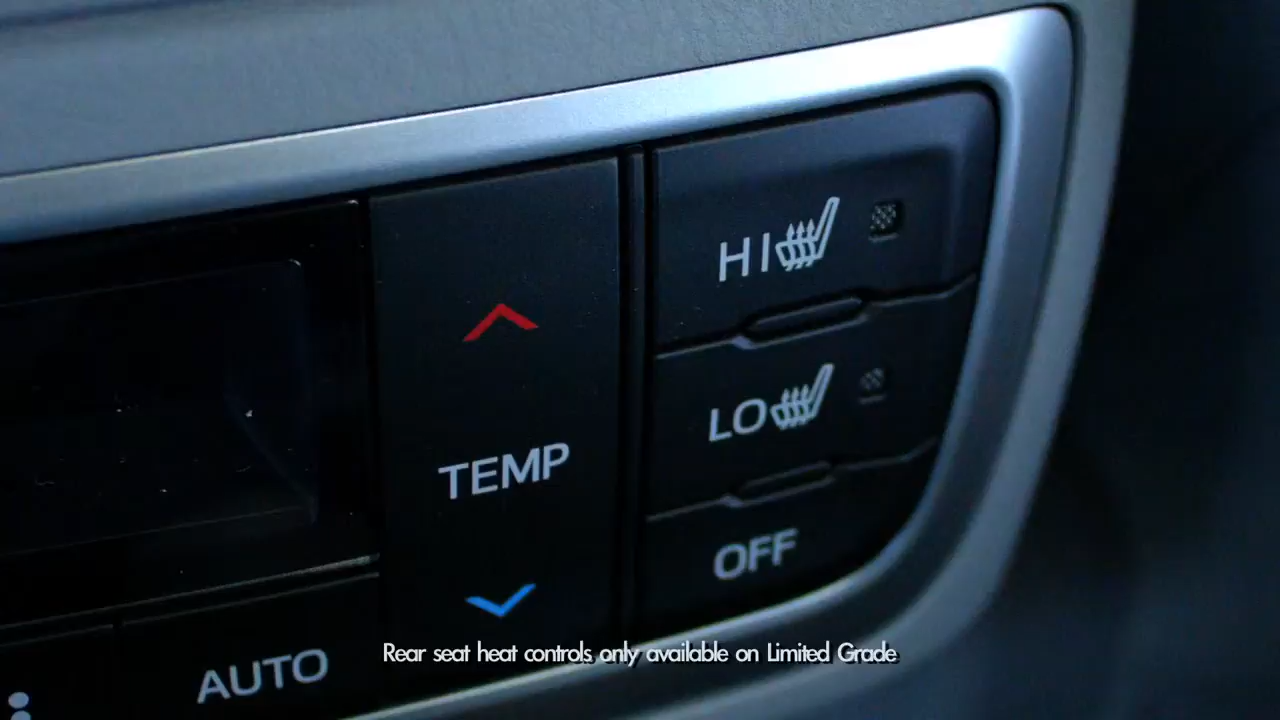 HI
LO
TEMP
OFF
AUTO
Rear seat heat controls only available on Limited Grade